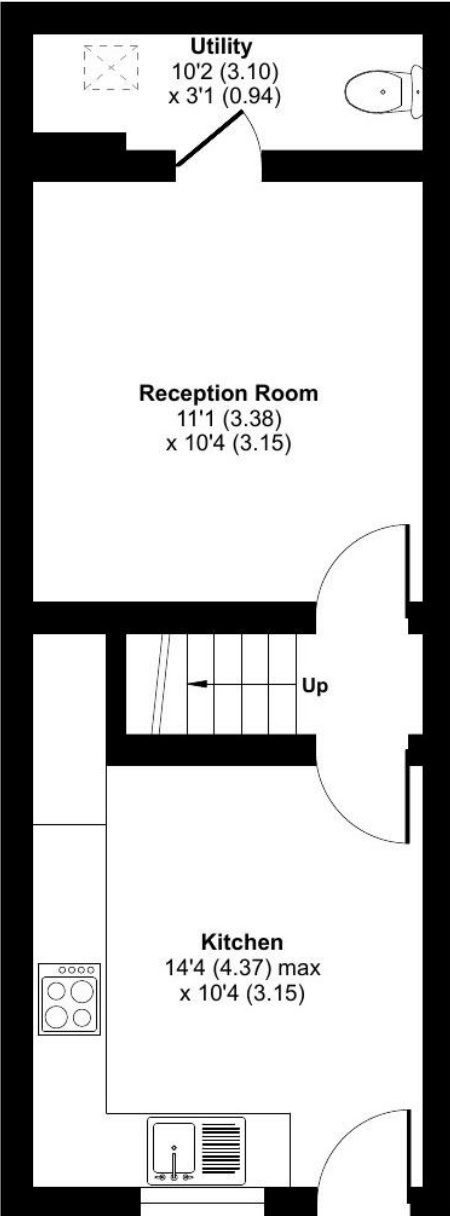 Utility
10'2 (3.10)
x 3'1 (0.94)
Reception Room
11'1 (3.38)
x 10'4 (3.15)
Up
Kitchen
14'4 (4.37) max
x 10'4 (3.15)